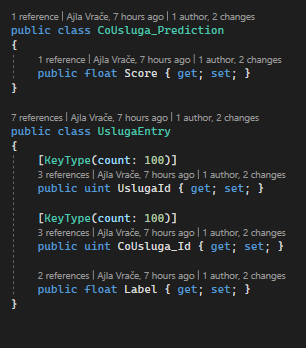 1 reference | Ajla Vrače, 7 hours ago | 1 author, 2 changes
public class CoUsluga_Prediction
{
1 reference | Ajla Vrače, 7 hours ago | 1 author, 2 changes
public float Score { get; set; }
}
7 references | Ajla Vrače, 7 hours ago | 1 author, 2 changes
public class UslugaEntry
{
[KeyType(count: 100)]
3 references | Ajla Vrače, 7 hours ago | 1 author, 2 changes
public uint UslugaId { get; set; }
[KeyType(count: 100)]
3 references | Ajla Vrače, 7 hours ago | 1 author, 2 changes
public uint CoUsluga_Id { get; set; }
2 references | Ajla Vrače, 7 hours ago | 1 author, 2 changes
public float Label { get; set; }
}